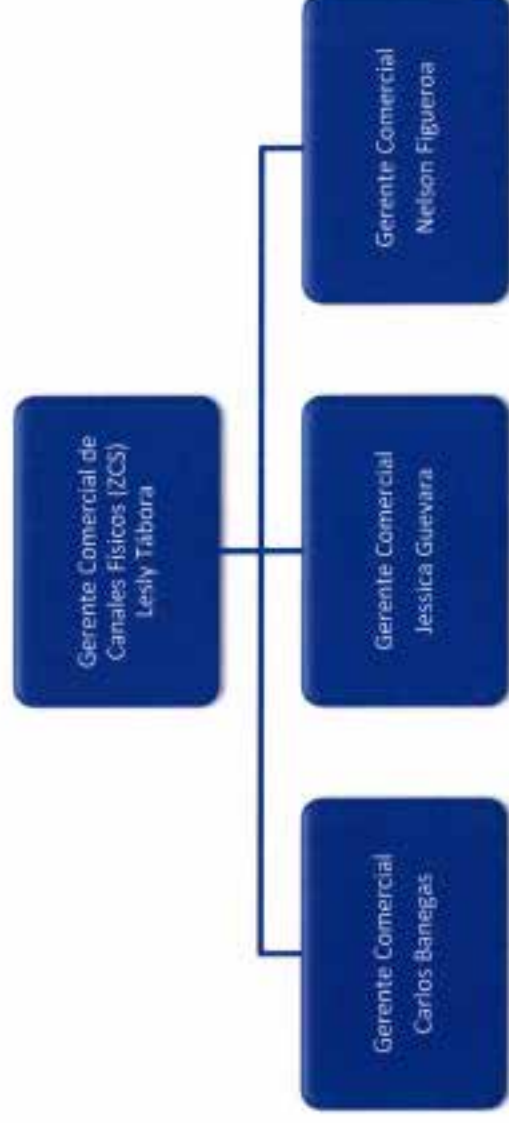 Gerente Comercial de
Canales Físicos (ZCS)
Lesly Tábora
Gerente Comercial
Carlos Banegas
Gerente Comercial
Jessica Guevara
Gerente Comercial
Nelson Figueroa